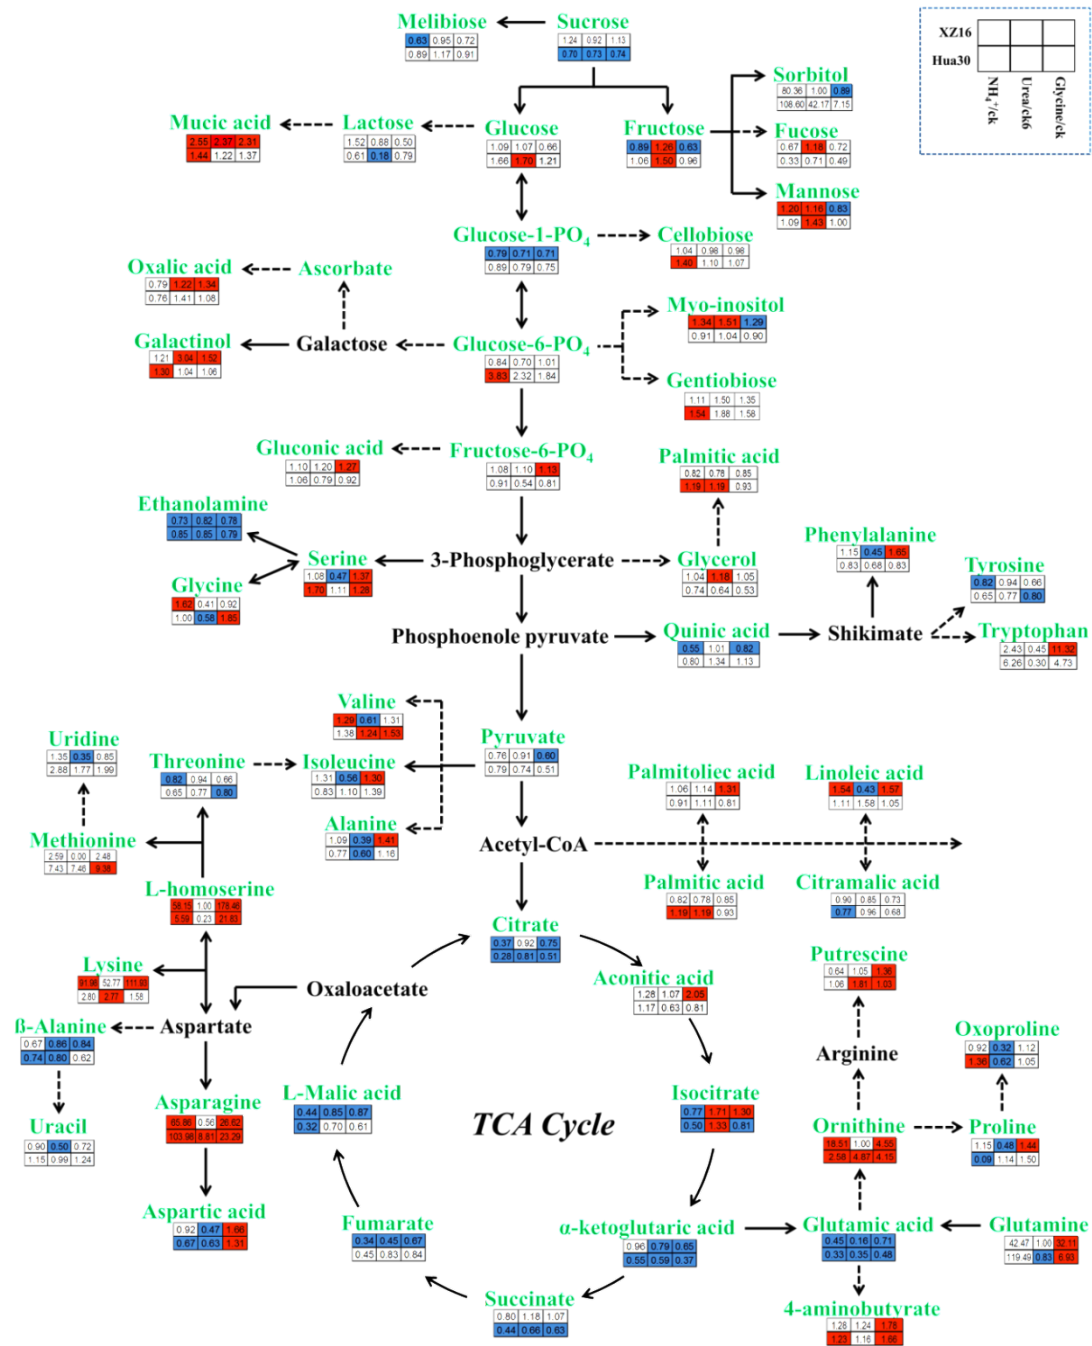 Melibiose
0.63 0.95 0.72
0.89 1.17 0.91
Sucrose
1.24 0.92 1.13
0.70 0.73 0.74
XZ16
Hua30
NH₄⁺/ck
Urea/ck6
Glycine/ck
Sorbitol
80.36 1.00 0.89
108.60 42.17 7.15
Mucic acid
2.55 2.37 2.31
1.44 1.22 1.37
Lactose
1.52 0.88 0.50
0.61 0.18 0.79
Glucose
1.09 1.07 0.66
1.66 1.70 1.21
Fructose
0.89 1.26 0.63
1.06 1.50 0.96
Fucose
0.67 1.18 0.72
0.33 0.71 0.49
Mannose
1.20 1.16 0.83
1.09 1.43 1.00
Glucose-1-PO₄
0.79 0.71 0.71
0.89 0.79 0.75
Cellobiose
1.04 0.98 0.98
1.40 1.10 1.07
Oxalic acid
0.79 1.22 1.34
0.76 1.41 1.08
Ascorbate
Myo-inositol
1.34 1.51 1.29
0.91 1.04 0.90
Galactinol
1.21 3.04 1.52
1.30 1.04 1.06
Galactose
Glucose-6-PO₄
0.84 0.70 1.01
3.83 2.32 1.84
Gentiobiose
1.11 1.50 1.35
1.54 1.88 1.58
Gluconic acid
1.10 1.20 1.27
1.06 0.79 0.92
Fructose-6-PO₄
1.08 1.10 1.13
0.91 0.54 0.81
Palmitic acid
0.82 0.78 0.85
1.19 1.19 0.93
Ethanolamine
0.73 0.82 0.78
0.85 0.85 0.79
Serine
1.08 0.47 1.37
1.70 1.11 1.28
3-Phosphoglycerate
Glycerol
1.04 1.18 1.05
0.74 0.64 0.53
Phenylalanine
1.15 0.45 1.65
0.83 0.68 0.83
Tyrosine
0.82 0.94 0.66
0.65 0.77 0.80
Glycine
1.62 0.41 0.92
1.00 0.58 1.85
Phosphoenole pyruvate
Quinic acid
0.55 1.01 0.82
0.80 1.34 1.13
Shikimate
Tryptophan
2.43 0.45 11.32
6.26 0.30 4.73
Valine
1.29 0.61 1.31
1.38 1.24 1.53
Uridine
1.35 0.35 0.85
2.88 1.77 1.99
Threonine
0.82 0.94 0.66
0.65 0.77 0.80
Isoleucine
1.31 0.56 1.30
0.83 1.10 1.39
Pyruvate
0.76 0.91 0.60
0.79 0.74 0.51
Palmitoliec acid
1.06 1.14 1.31
0.91 1.11 0.81
Linoleic acid
1.54 0.43 1.57
1.11 1.58 1.05
Alanine
1.09 0.39 1.41
0.77 0.60 1.16
Methionine
2.59 0.00 2.48
7.43 7.46 9.38
Acetyl-CoA
L-homoserine
58.15 1.00 178.46
5.59 0.23 21.83
Palmitic acid
0.82 0.78 0.85
1.19 1.19 0.93
Citramalic acid
0.90 0.85 0.73
0.77 0.96 0.68
Citrate
0.37 0.92 0.75
0.28 0.81 0.51
Lysine
91.98 52.77 111.93
2.80 2.77 1.58
Oxaloacetate
Aconitic acid
1.28 1.07 2.05
1.17 0.63 0.81
Putrescine
0.64 1.05 1.36
1.06 1.81 1.03
ß-Alanine
0.67 0.86 0.84
0.74 0.80 0.62
Aspartate
Arginine
Oxoproline
0.92 0.32 1.12
1.36 0.62 1.05
L-Malic acid
0.44 0.85 0.87
0.32 0.70 0.61
TCA Cycle
Isocitrate
0.77 1.71 1.30
0.50 1.33 0.81
Asparagine
65.86 0.56 26.62
103.98 8.81 23.29
Uracil
0.90 0.50 0.72
1.15 0.99 1.24
Ornithine
18.51 1.00 4.55
2.58 4.87 4.15
Proline
1.15 0.48 1.44
0.09 1.14 1.50
Aspartic acid
0.92 0.47 1.66
0.67 0.63 1.31
Fumarate
0.34 0.45 0.67
0.45 0.83 0.84
α-ketoglutaric acid
0.96 0.79 0.65
0.55 0.59 0.37
Glutamic acid
0.45 0.16 0.71
0.33 0.35 0.48
Glutamine
42.47 1.00 32.11
119.49 0.83 6.93
Succinate
0.80 1.18 1.07
0.44 0.66 0.63
4-aminobutyrate
1.28 1.24 1.78
1.23 1.16 1.66